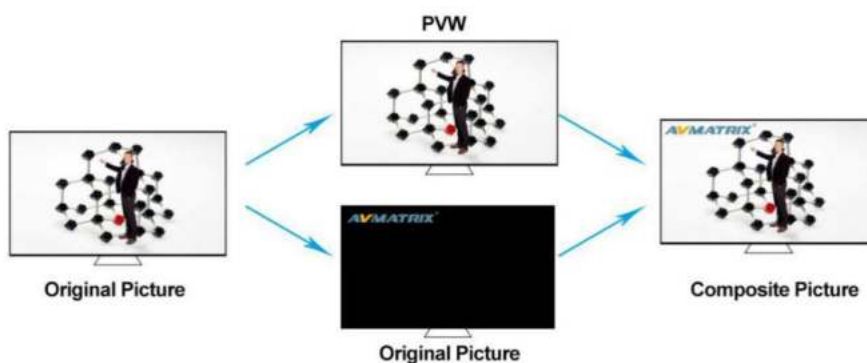 PVW
AVMATRIX®
Original Picture
AVMATRIX®
Composite Picture
Original Picture